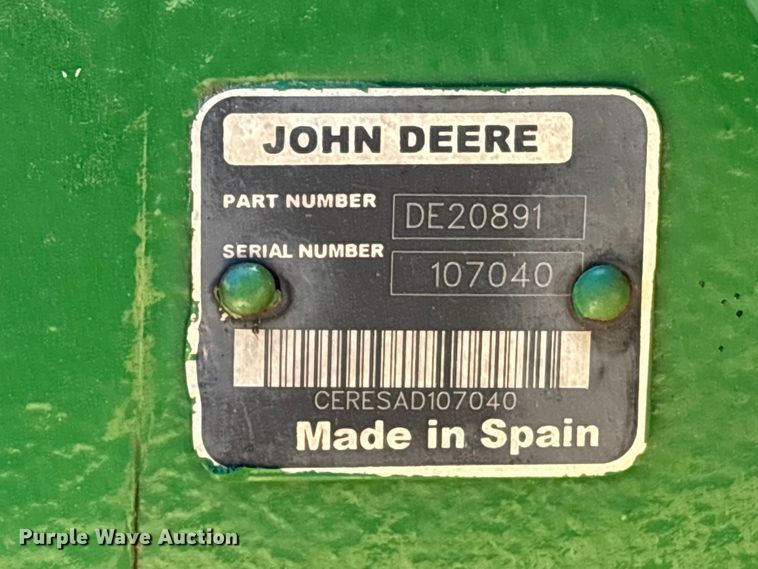 JOHN DEERE
PART NUMBER DE20891
SERIAL NUMBER 107040
CERESAD107040
Made in Spain
Purple Wave Auction